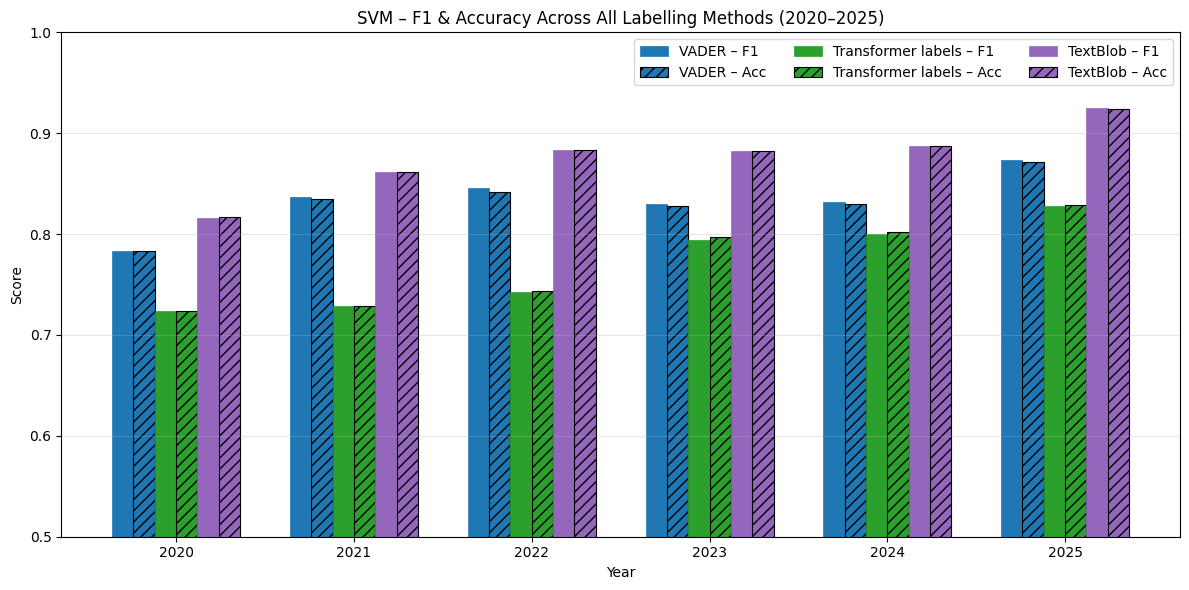 SVM – F1 & Accuracy Across All Labelling Methods (2020–2025)
VADER – F1
VADER – Acc
Transformer labels – F1
Transformer labels – Acc
TextBlob – F1
TextBlob – Acc
Score
1.0
0.9
0.8
0.7
0.6
0.5
2020 2021 2022 2023 2024 2025
Year